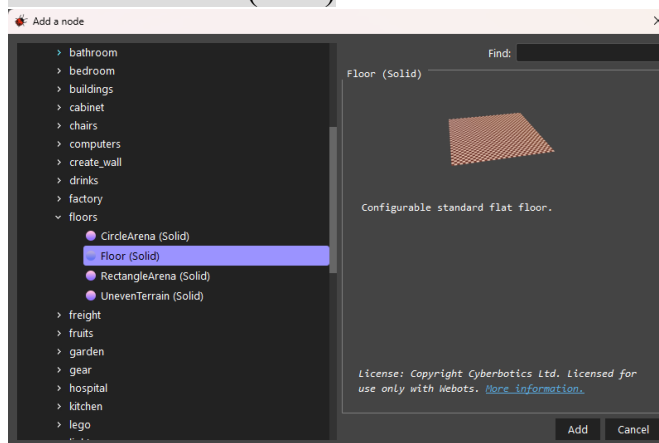 Add a node
bathroom
bedroom
buildings
cabinet
chairs
computers
create_wall
drinks
factory
floors
CircleArena (Solid)
Floor (Solid)
RectangleArena (Solid)
UnevenTerrain (Solid)
freight
fruits
garden
gear
hospital
kitchen
lego
Find:
Floor (Solid)
Configurable standard flat floor.
License: Copyright Cyberbotics Ltd. Licensed for
use only with Webots. More information.
Add Cancel